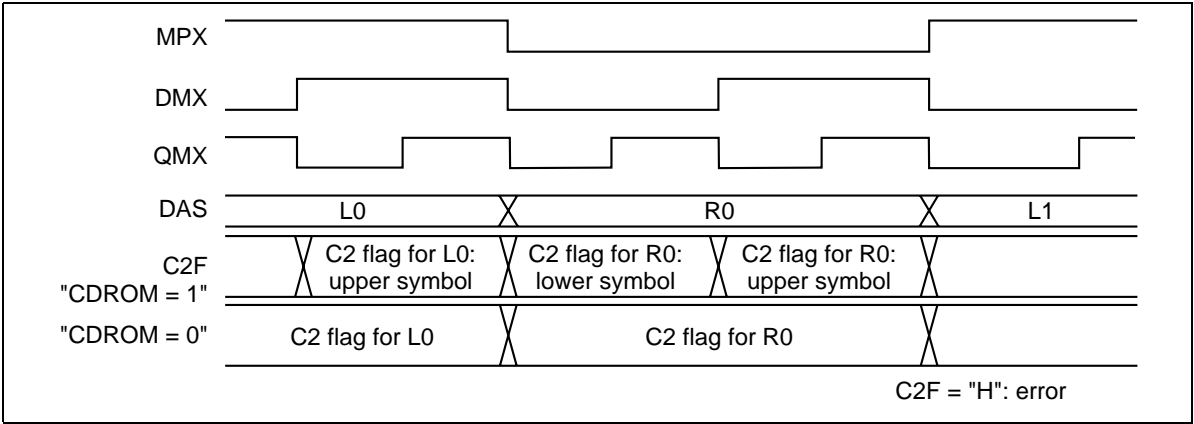 MPX
DMX
QMX
DAS L0 R0 L1
C2F "CDROM = 1" C2 flag for L0: upper symbol C2 flag for R0: lower symbol C2 flag for R0: upper symbol
"CDROM = 0" C2 flag for L0 C2 flag for R0
C2F = "H": error